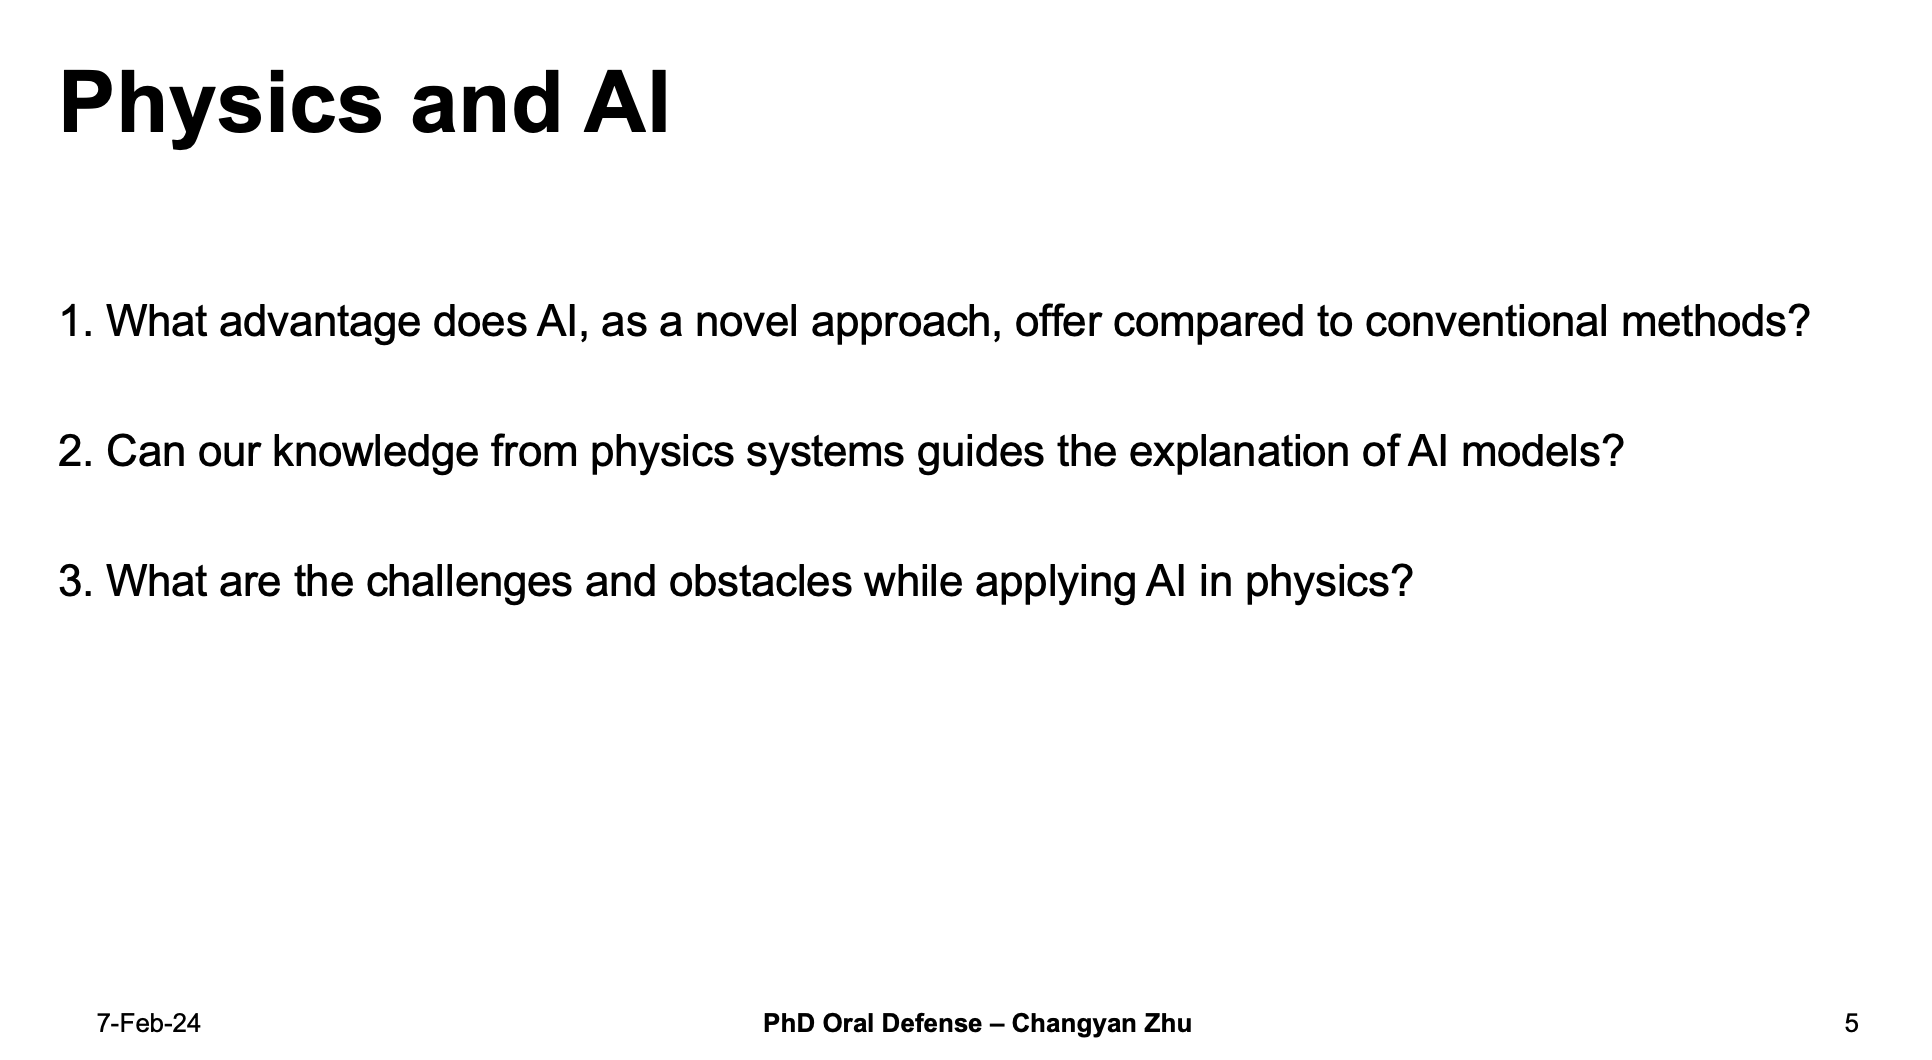 Physics and AI
1. What advantage does AI, as a novel approach, offer compared to conventional methods?
2. Can our knowledge from physics systems guides the explanation of AI models?
3. What are the challenges and obstacles while applying AI in physics?
7-Feb-24
PhD Oral Defense – Changyan Zhu
5